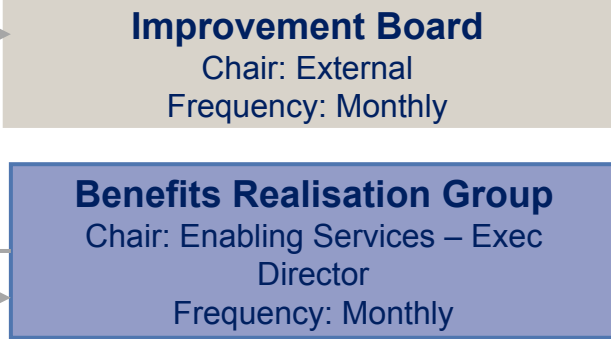 Improvement Board
Chair: External
Frequency: Monthly
Benefits Realisation Group
Chair: Enabling Services – Exec
Director
Frequency: Monthly